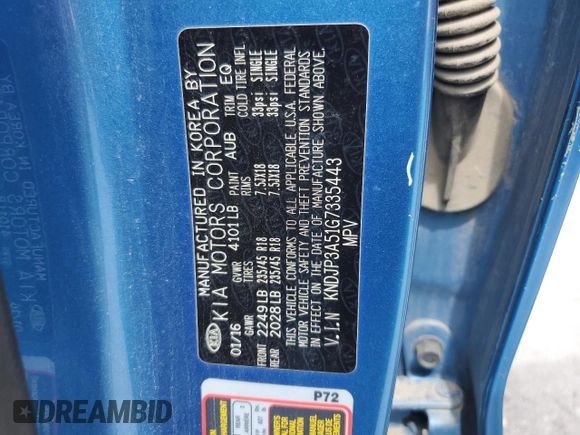 MANUFACTURED IN KOREA BY
KIA KIA MOTORS CORPORATION
01/16 GVWR 4101LB PAINT AUB TRIM EQ
GAWR TIRES RIMS COLD TIRE INFL.
FRONT 2249LB 235/45 R18 7.5JX18 33psi SINGLE
REAR 2028LB 235/45 R18 7.5JX18 33psi SINGLE
THIS VEHICLE CONFORMS TO ALL APPLICABLE U.S.A. FEDERAL
MOTOR VEHICLE SAFETY AND THEFT PREVENTION STANDARDS
IN EFFECT ON THE DATE OF MANUFACTURE SHOWN ABOVE.
V.I.N KNDJP3A51G7335443
MPV
P72
REAR
DREAMBID